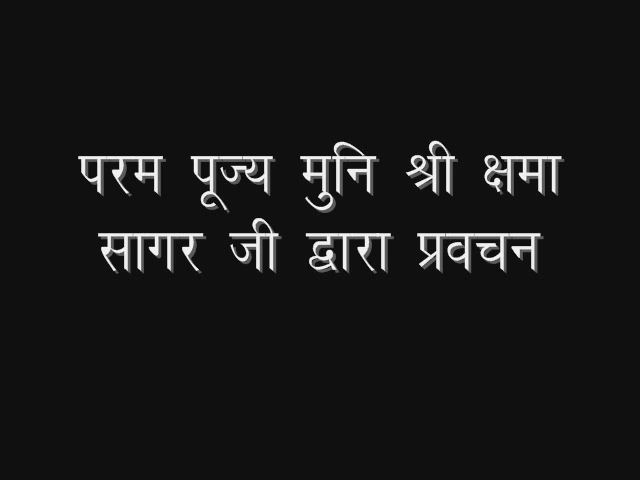 परम पूज्य मुनि श्री क्षमा
सागर जी द्वारा प्रवचन